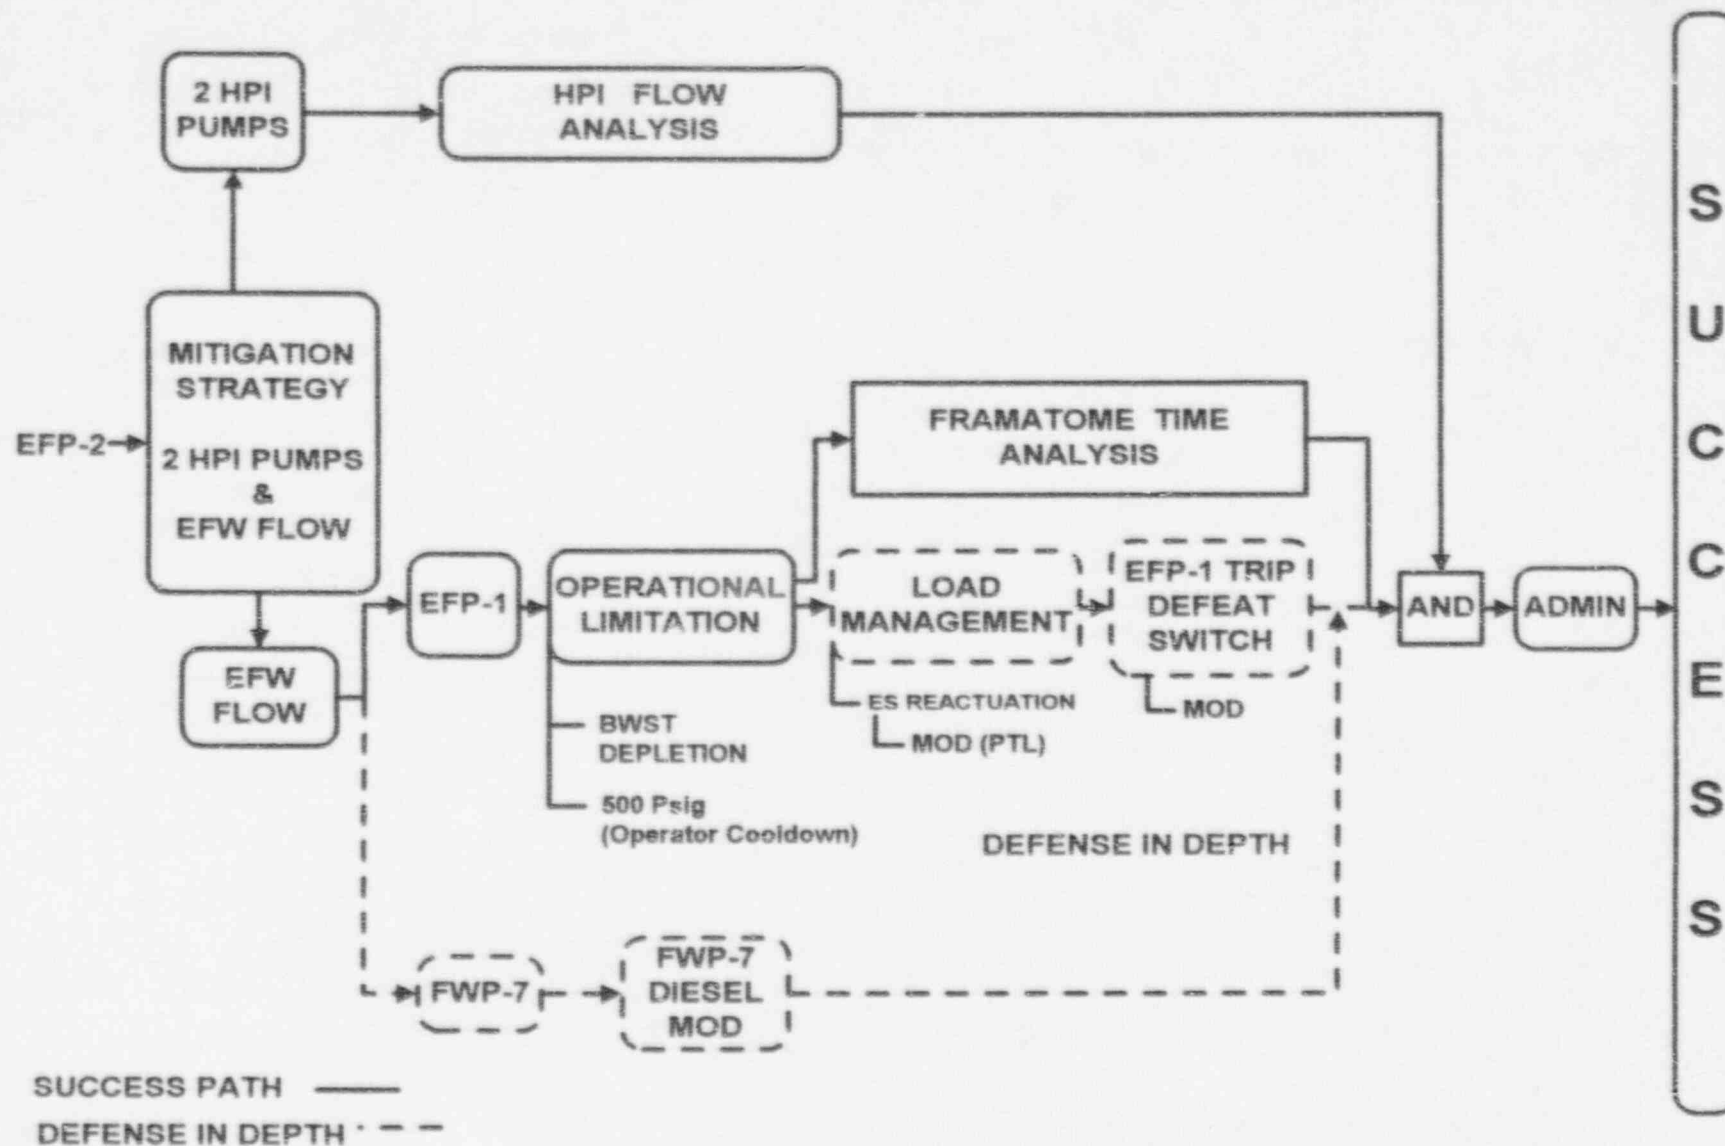 2 HPI
PUMPS
HPI FLOW
ANALYSIS
EFP-2
MITIGATION
STRATEGY
2 HPI PUMPS
&
EFW FLOW
EFW
FLOW
EFP-1
OPERATIONAL
LIMITATION
BWST
DEPLETION
500 Psig
(Operator Cooldown)
FRAMATOME TIME
ANALYSIS
LOAD
MANAGEMENT
ES REACTUATION
MOD (PTL)
EFP-1 TRIP
DEFEAT
SWITCH
MOD
DEFENSE IN DEPTH
FWP-7
FWP-7
DIESEL
MOD
AND
ADMIN
S
U
C
C
E
S
S
SUCCESS PATH
DEFENSE IN DEPTH